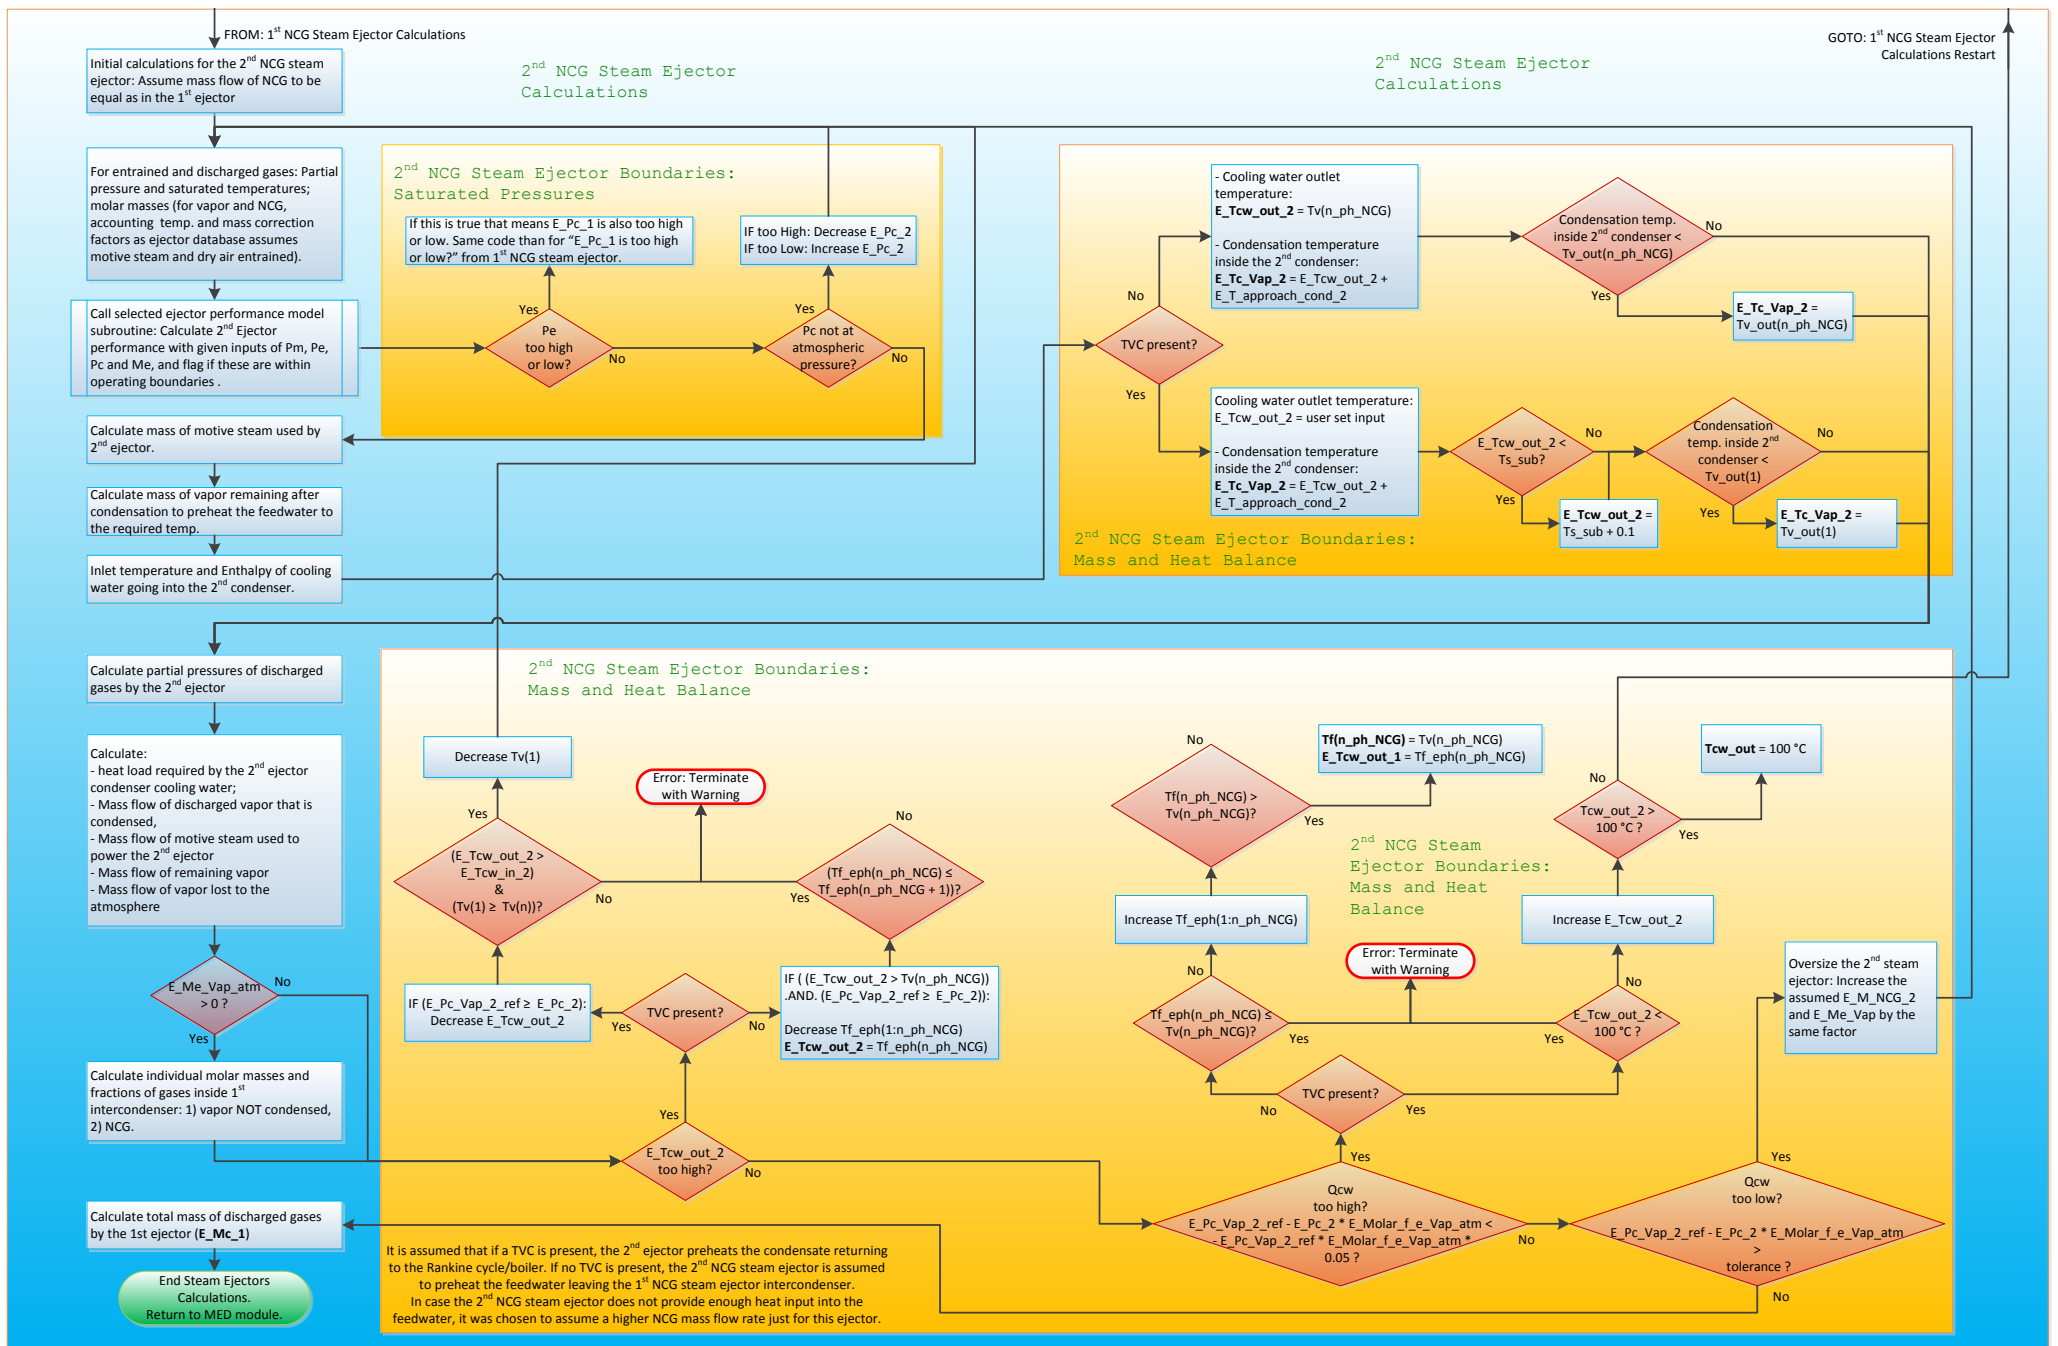 FROM: 1st NCG Steam Ejector Calculations
GOTO: 1st NCG Steam Ejector
Calculations Restart
Initial calculations for the 2nd NCG steam
ejector: Assume mass flow of NCG to be
equal as in the 1st ejector
2nd NCG Steam Ejector
Calculations
2nd NCG Steam Ejector
Calculations
For entrained and discharged gases: Partial
pressure and saturated temperatures;
molar masses (for vapor and NCG,
accounting temp. and mass correction
factors as ejector database assumes
motive steam and dry air entrained).
Call selected ejector performance model
subroutine: Calculate 2nd Ejector
performance with given inputs of Pm, Pe,
Pc and Me, and flag if these are within
operating boundaries .
Calculate mass of motive steam used by
2nd ejector.
Calculate mass of vapor remaining after
condensation to preheat the feedwater to
the required temp.
Inlet temperature and Enthalpy of cooling
water going into the 2nd condenser.
2nd NCG Steam Ejector Boundaries:
Saturated Pressures
If this is true that means E_Pc_1 is also too high
or low. Same code than for “E_Pc_1 is too high
or low?” from 1st NCG steam ejector.
IF too High: Decrease E_Pc_2
IF too Low: Increase E_Pc_2
Yes
Pe
too high
or low?
No
Yes
Pc not at
atmospheric
pressure?
No
- Cooling water outlet
temperature:
E_Tcw_out_2 = Tv(n_ph_NCG)
- Condensation temperature
inside the 2nd condenser:
E_Tc_Vap_2 = E_Tcw_out_2 +
E_T_approach_cond_2
Condensation temp.
inside 2nd condenser <
Tv_out(n_ph_NCG)
No
Yes
E_Tc_Vap_2 =
Tv_out(n_ph_NCG)
No
TVC present?
Yes
Cooling water outlet temperature:
E_Tcw_out_2 = user set input
- Condensation temperature
inside the 2nd condenser:
E_Tc_Vap_2 = E_Tcw_out_2 +
E_T_approach_cond_2
E_Tcw_out_2 <
Ts_sub?
No
Yes
E_Tcw_out_2 =
Ts_sub + 0.1
Condensation
temp. inside 2nd
condenser <
Tv_out(1)
No
Yes
E_Tc_Vap_2 =
Tv_out(1)
2nd NCG Steam Ejector Boundaries:
Mass and Heat Balance
Calculate partial pressures of discharged
gases by the 2nd ejector
Calculate:
- heat load required by the 2nd ejector
condenser cooling water;
- Mass flow of discharged vapor that is
condensed,
- Mass flow of motive steam used to
power the 2nd ejector
- Mass flow of remaining vapor
- Mass flow of vapor lost to the
atmosphere
E_Me_Vap_atm
> 0 ?
No
Yes
Calculate individual molar masses and
fractions of gases inside 1st
intercondenser: 1) vapor NOT condensed,
2) NCG.
Calculate total mass of discharged gases
by the 1st ejector (E_Mc_1)
End Steam Ejectors
Calculations.
Return to MED module.
2nd NCG Steam Ejector Boundaries:
Mass and Heat Balance
Decrease Tv(1)
Error: Terminate
with Warning
Yes
(E_Tcw_out_2 >
E_Tcw_in_2)
&
(Tv(1) ≥ Tv(n))?
No
No
(Tf_eph(n_ph_NCG) ≤
Tf_eph(n_ph_NCG + 1))?
Yes
IF (E_Pc_Vap_2_ref ≥ E_Pc_2):
Decrease E_Tcw_out_2
Yes
TVC present?
No
IF ( (E_Tcw_out_2 > Tv(n_ph_NCG))
.AND. (E_Pc_Vap_2_ref ≥ E_Pc_2)):
Decrease Tf_eph(1:n_ph_NCG)
E_Tcw_out_2 = Tf_eph(n_ph_NCG)
Yes
E_Tcw_out_2
too high?
No
No
Tf(n_ph_NCG) >
Tv(n_ph_NCG)?
Yes
Tf(n_ph_NCG) = Tv(n_ph_NCG)
E_Tcw_out_1 = Tf_eph(n_ph_NCG)
2nd NCG Steam
Ejector Boundaries:
Mass and Heat
Balance
Tcw_out = 100 °C
No
Tcw_out_2 >
100 °C ?
Yes
Increase Tf_eph(1:n_ph_NCG)
Increase E_Tcw_out_2
Error: Terminate
with Warning
No
Tf_eph(n_ph_NCG) ≤
Tv(n_ph_NCG)?
Yes
No
E_Tcw_out_2 <
100 °C ?
Yes
Oversize the 2nd steam
ejector: Increase the
assumed E_M_NCG_2
and E_Me_Vap by the
same factor
TVC present?
No
Yes
Yes
Qcw
too high?
E_Pc_Vap_2_ref - E_Pc_2 * E_Molar_f_e_Vap_atm <
- E_Pc_Vap_2_ref * E_Molar_f_e_Vap_atm *
0.05 ?
No
Yes
Qcw
too low?
E_Pc_Vap_2_ref - E_Pc_2 * E_Molar_f_e_Vap_atm
>
tolerance ?
No
It is assumed that if a TVC is present, the 2nd ejector preheats the condensate returning
to the Rankine cycle/boiler. If no TVC is present, the 2nd NCG steam ejector is assumed
to preheat the feedwater leaving the 1st NCG steam ejector intercondenser.
In case the 2nd NCG steam ejector does not provide enough heat input into the
feedwater, it was chosen to assume a higher NCG mass flow rate just for this ejector.